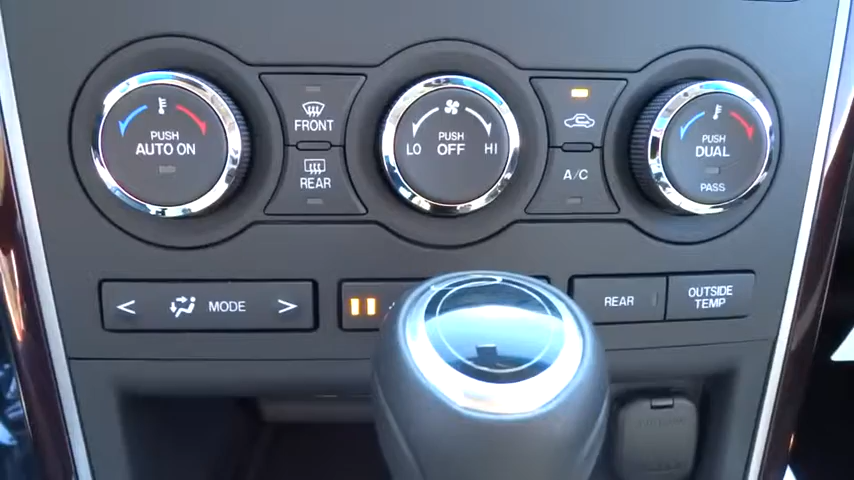 PUSH
AUTO ON
FRONT
REAR
PUSH
LO OFF HI
A/C
PUSH
DUAL
PASS
MODE
REAR
OUTSIDE
TEMP